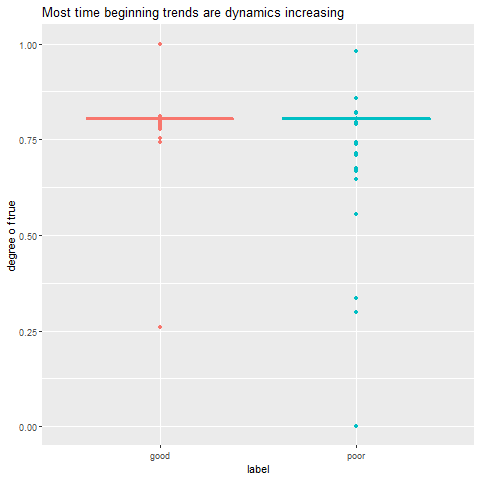 Most time beginning trends are dynamics increasing
1.00
0.75
0.50
0.25
0.00
degree o f true
good poor
label